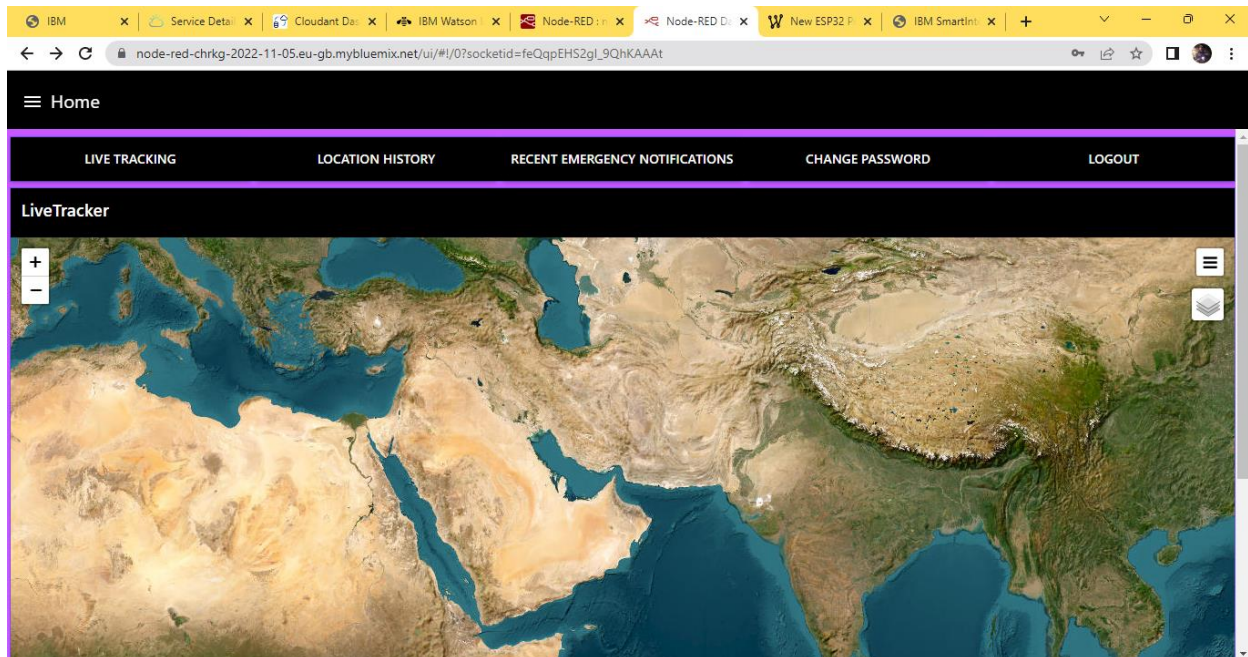 IBM
Service Detail
Cloudant Das
IBM Watson
Node-RED : n
Node-RED Da
New ESP32 P
IBM SmartInt
node-red-chrkg-2022-11-05.eu-gb.mybluemix.net/ui/#!/0?socketid=feQqpEHS2gl_9QhKAAAt
Home
LIVE TRACKING LOCATION HISTORY RECENT EMERGENCY NOTIFICATIONS CHANGE PASSWORD LOGOUT
LiveTracker
+
−